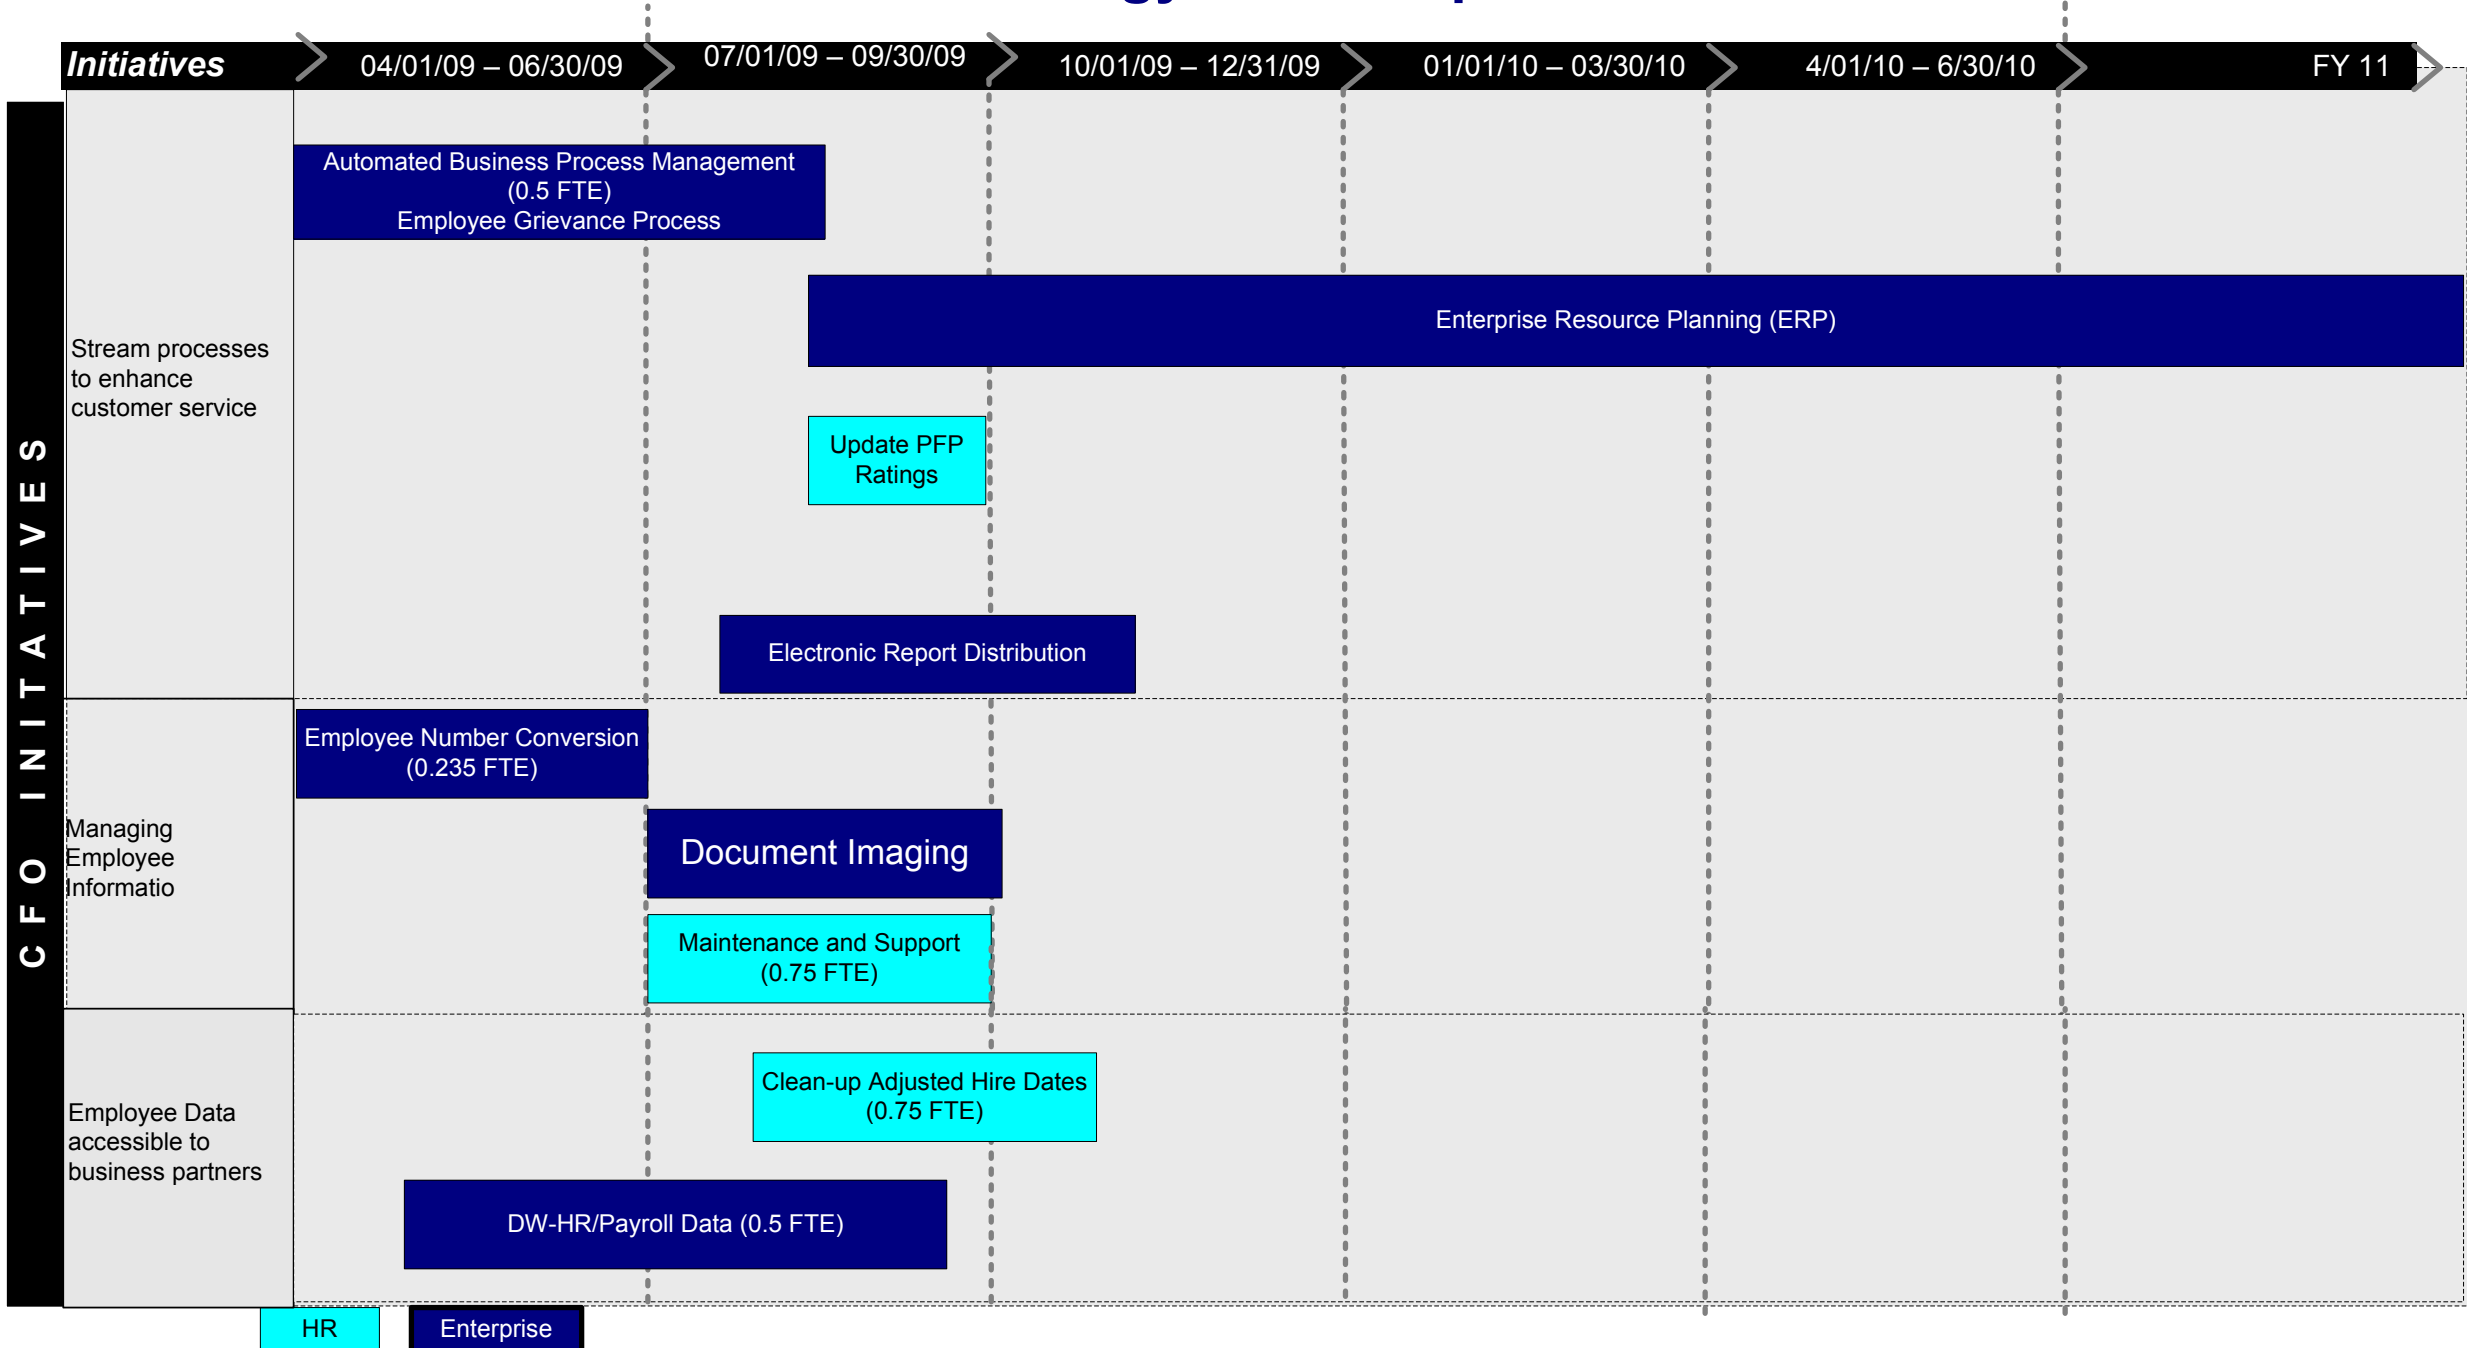 Initiatives
04/01/09 – 06/30/09
07/01/09 – 09/30/09
10/01/09 – 12/31/09
01/01/10 – 03/30/10
4/01/10 – 6/30/10
FY 11
CFO INITATIVES
Stream processes
to enhance
customer service
Automated Business Process Management
(0.5 FTE)
Employee Grievance Process
Enterprise Resource Planning (ERP)
Update PFP
Ratings
Electronic Report Distribution
Managing
Employee
Informatio
Employee Number Conversion
(0.235 FTE)
Document Imaging
Maintenance and Support
(0.75 FTE)
Employee Data
accessible to
business partners
Clean-up Adjusted Hire Dates
(0.75 FTE)
DW-HR/Payroll Data (0.5 FTE)
HR
Enterprise